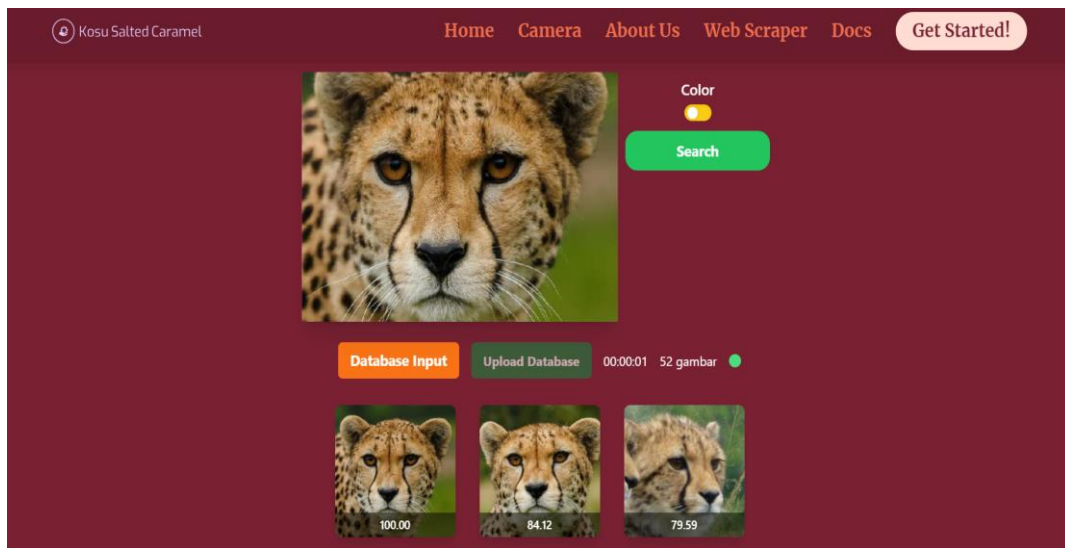 Kosu Salted Caramel
Home Camera About Us Web Scraper Docs Get Started!
Color
Search
Database Input Upload Database 00:00:01 52 gambar
100.00 84.12 79.59